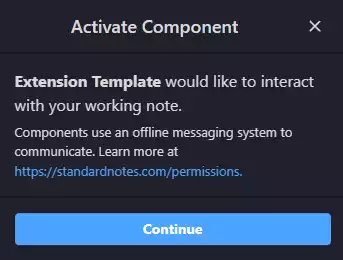 Activate Component
Extension Template would like to interact
with your working note.
Components use an offline messaging system to
communicate. Learn more at
https://standardnotes.com/permissions.
Continue